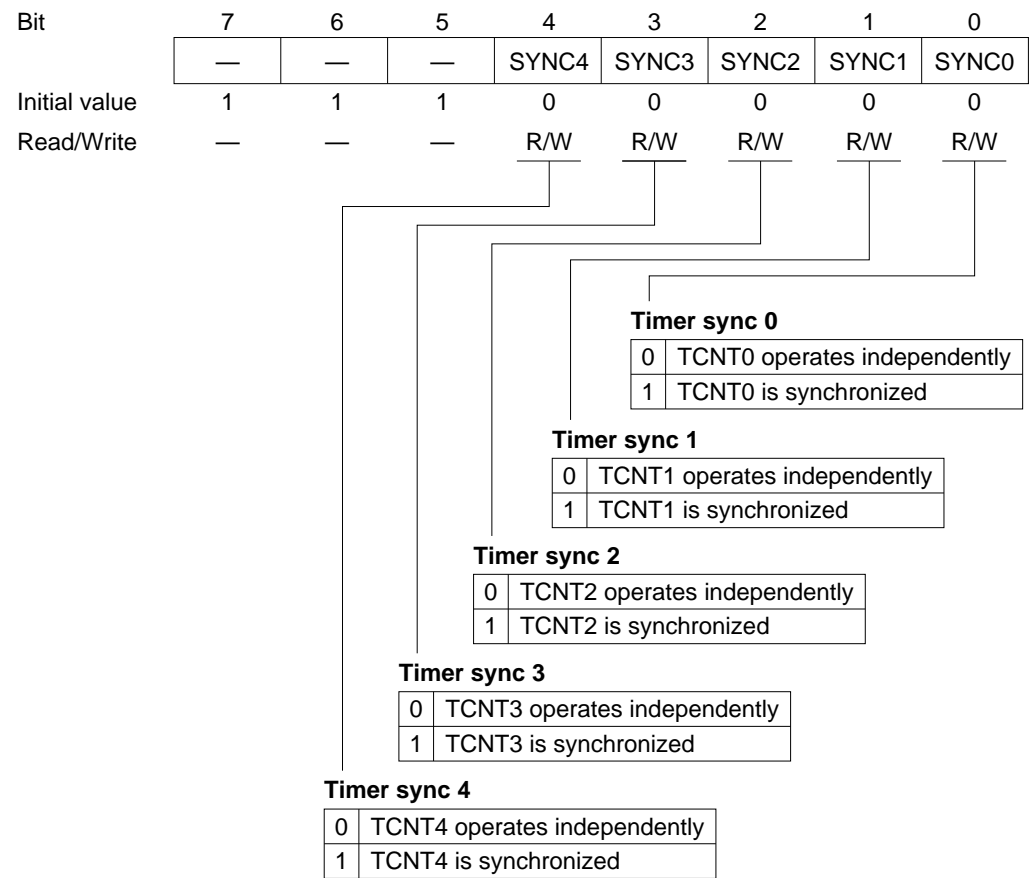 Bit 7 6 5 4 3 2 1 0
— — — SYNC4 SYNC3 SYNC2 SYNC1 SYNC0
Initial value 1 1 1 0 0 0 0 0
Read/Write — — — R/W R/W R/W R/W R/W
Timer sync 0
0 TCNT0 operates independently
1 TCNT0 is synchronized
Timer sync 1
0 TCNT1 operates independently
1 TCNT1 is synchronized
Timer sync 2
0 TCNT2 operates independently
1 TCNT2 is synchronized
Timer sync 3
0 TCNT3 operates independently
1 TCNT3 is synchronized
Timer sync 4
0 TCNT4 operates independently
1 TCNT4 is synchronized